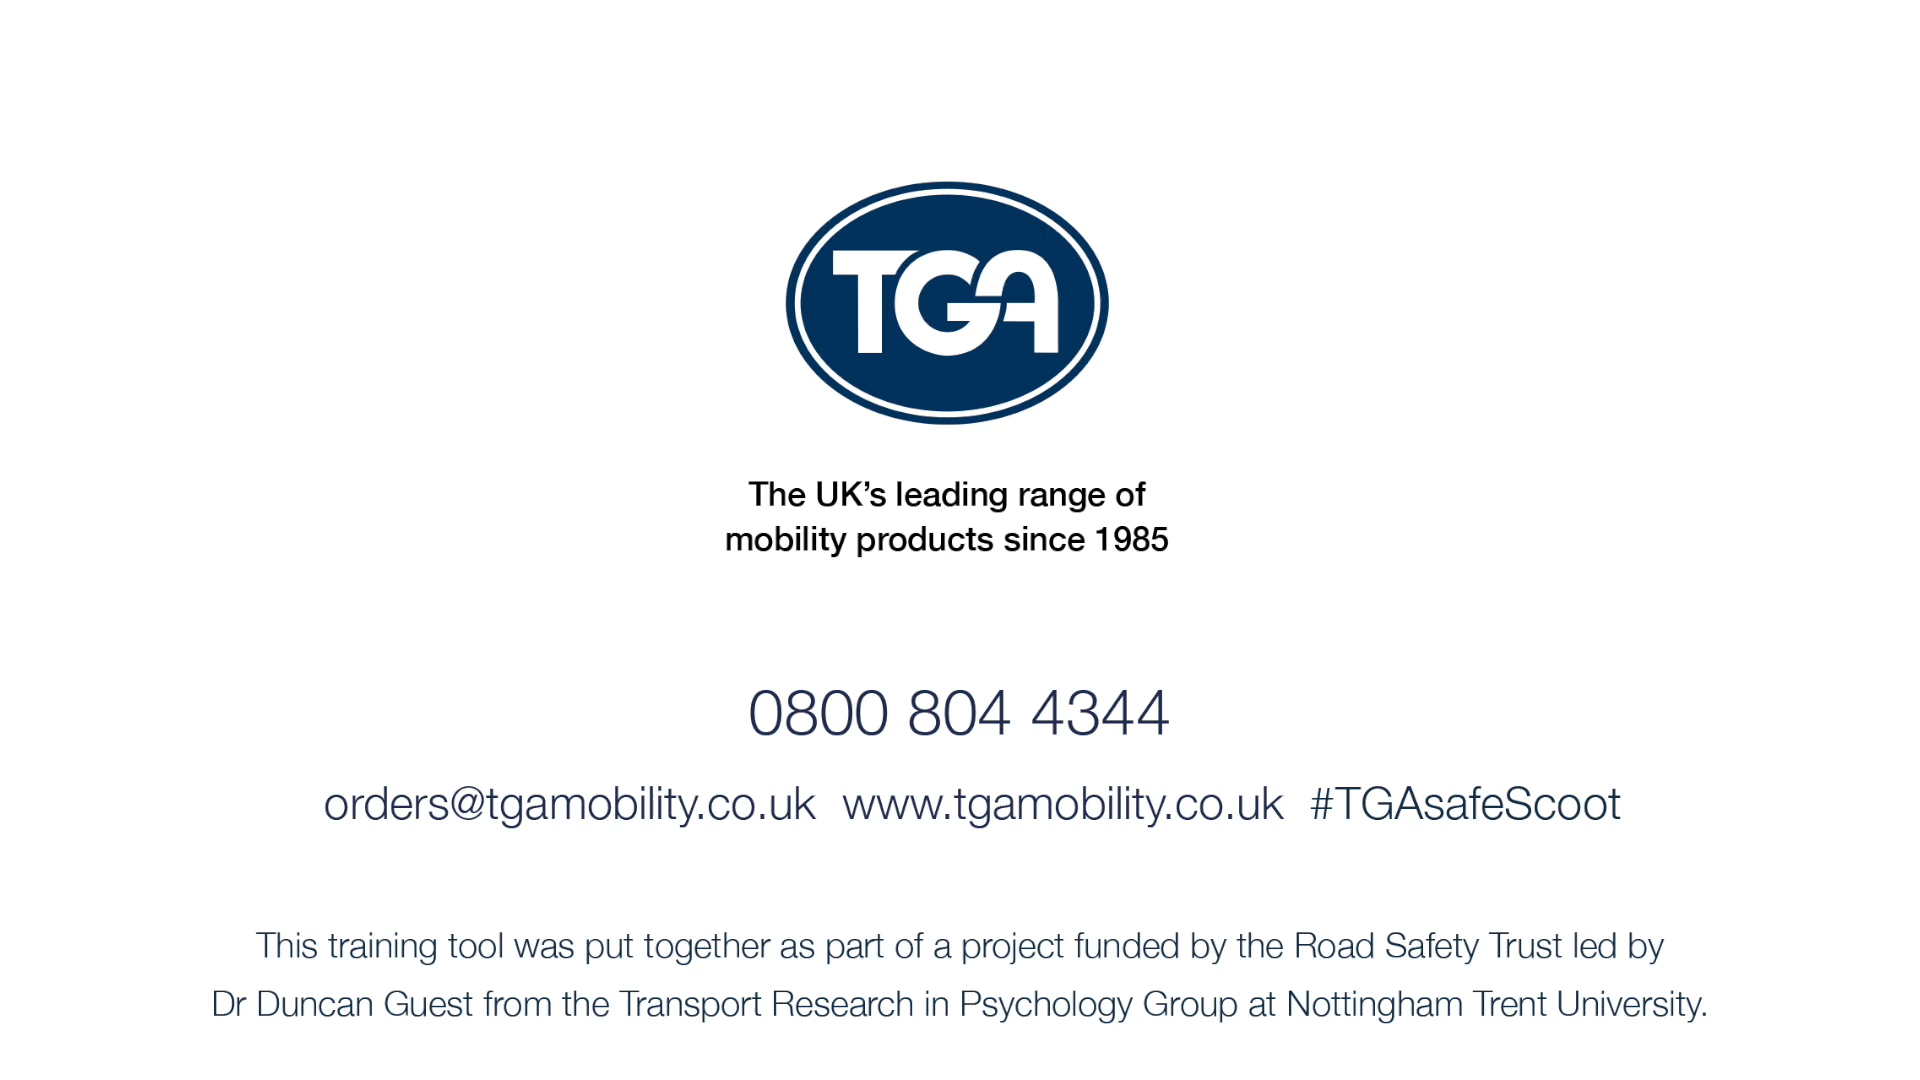 TGA
The UK’s leading range of
mobility products since 1985
0800 804 4344
orders@tgamobility.co.uk www.tgamobility.co.uk #TGAsafeScoot
This training tool was put together as part of a project funded by the Road Safety Trust led by
Dr Duncan Guest from the Transport Research in Psychology Group at Nottingham Trent University.